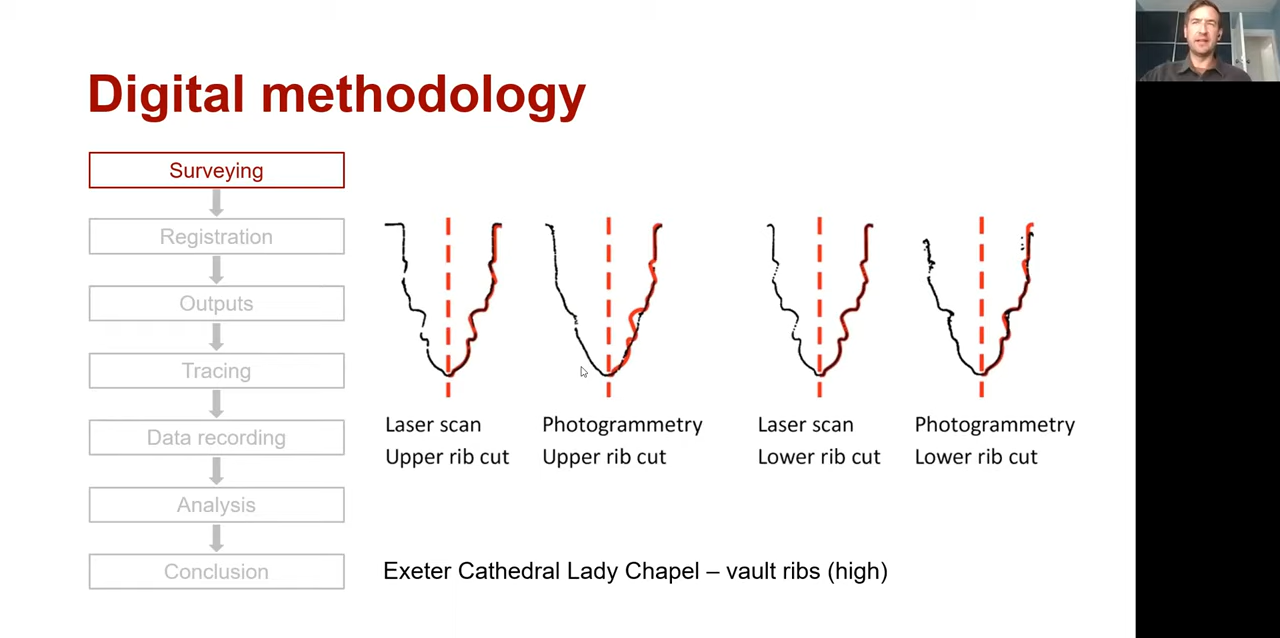 Digital methodology
Surveying
Registration
Outputs
Tracing
Data recording
Analysis
Conclusion
Laser scan
Upper rib cut
Photogrammetry
Upper rib cut
Laser scan
Lower rib cut
Photogrammetry
Lower rib cut
Exeter Cathedral Lady Chapel – vault ribs (high)